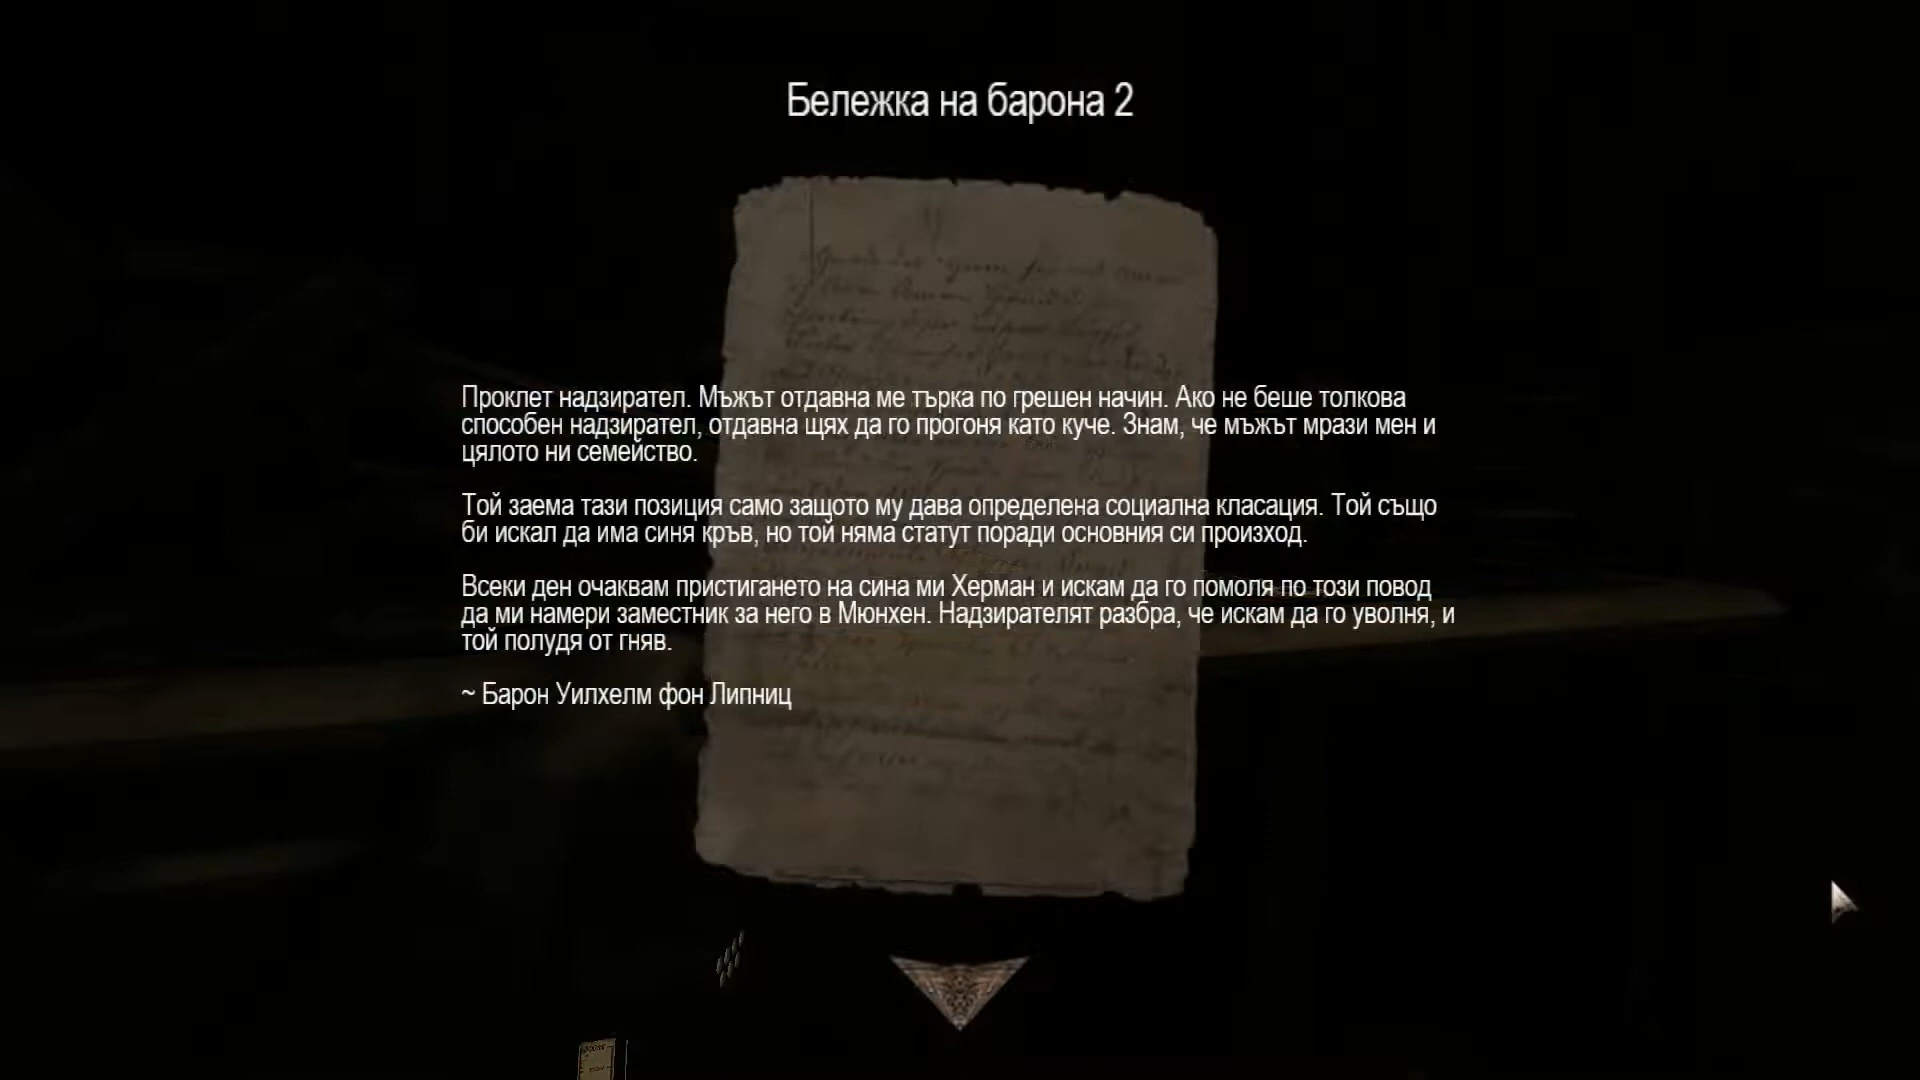 Бележка на барона 2
Проклет надзирател. Мъжът отдавна ме търка по грешен начин. Ако не беше толкова
способен надзирател, отдавна щях да го прогоня като куче. Знам, че мъжът мрази мен и
цялото ни семейство.
Той заема тази позиция само защото му дава определена социална класация. Той също
би искал да има синя кръв, но той няма статут поради основния си произход.
Всеки ден очаквам пристигането на сина ми Херман и искам да го помоля по този повод
да ми намери заместник за него в Мюнхен. Надзирателят разбра, че искам да го уволня, и
той полудя от гняв.
~ Барон Уилхелм фон Липниц